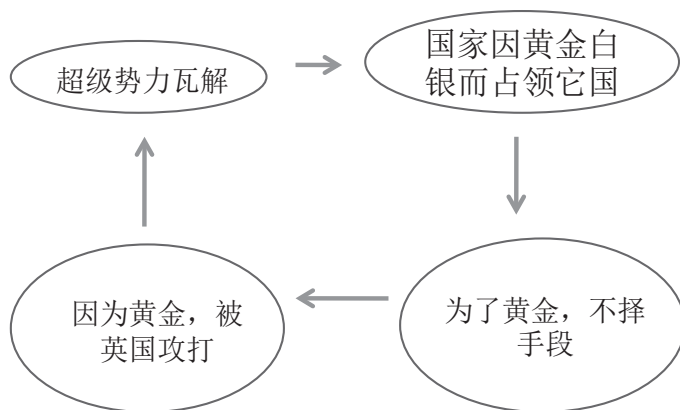 超级势力瓦解
国家因黄金白
银而占领它国
因为黄金，被
英国攻打
为了黄金，不择
手段